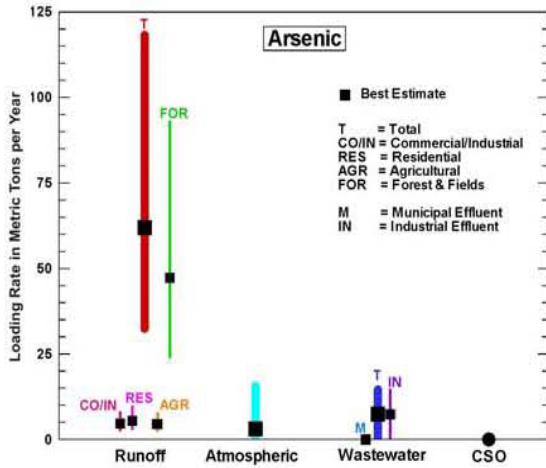 Arsenic
Loading Rate in Metric Tons per Year
125
100
75
50
25
0
T
FOR
CO/IN
RES
AGR
T
IN
M
Best Estimate
T = Total
CO/IN = Commercial/Industrial
RES = Residential
AGR = Agricultural
FOR = Forest & Fields
M = Municipal Effluent
IN = Industrial Effluent
Runoff
Atmospheric
Wastewater
CSO